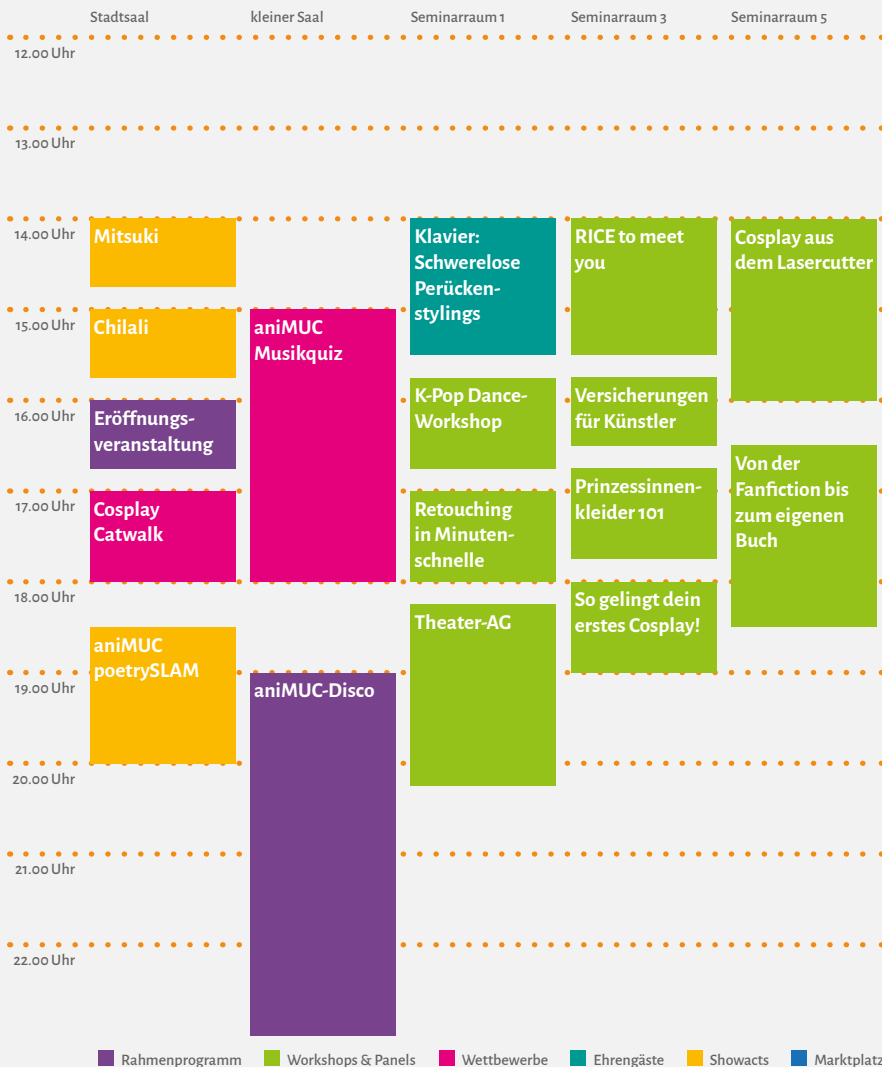 Stadtsaal
kleiner Saal
Seminarraum 1
Seminarraum 3
Seminarraum 5
12.00 Uhr
13.00 Uhr
14.00 Uhr
15.00 Uhr
16.00 Uhr
17.00 Uhr
18.00 Uhr
19.00 Uhr
20.00 Uhr
21.00 Uhr
22.00 Uhr
Mitsuki
Chilali
Eröffnungs-
veranstaltung
Cosplay
Catwalk
aniMUC
poetrySLAM
aniMUC
Musikquiz
aniMUC-Disco
Klavier:
Schwerelose
Perücken-
stylings
K-Pop Dance-
Workshop
Retouching
in Minuten-
schnelle
Theater-AG
RICE to meet
you
Versicherungen
für Künstler
Prinzessinnen-
kleider 101
So gelingt dein
erstes Cosplay!
Cosplay aus
dem Lasercutter
Von der
Fanfiction bis
zum eigenen
Buch
Rahmenprogramm
Workshops & Panels
Wettbewerbe
Ehrengäste
Showacts
Marktplatz